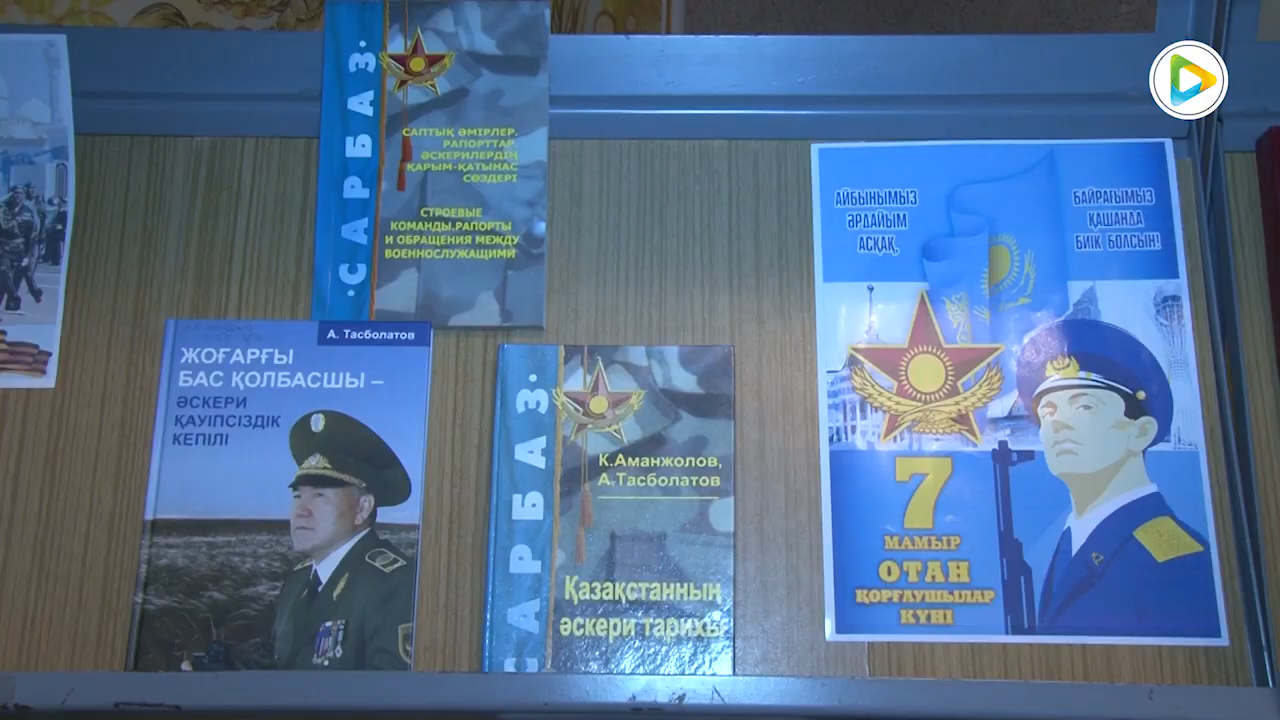 ·САРБАЗ·
САПТЫҚ ӘМІРЛЕР.
РАПОРТТАР.
ӘСКЕРИЛЕРДІҢ
ҚАРЫМ-ҚАТЫНАС
СӨЗДЕРІ
СТРОЕВЫЕ
КОМАНДЫ.РАПОРТЫ
И ОБРАЩЕНИЯ МЕЖДУ
ВОЕННОСЛУЖАЩИМИ
А. Тасболатов
ЖОҒАРҒЫ
БАС ҚОЛБАСШЫ –
ӘСКЕРИ
ҚАУІПСІЗДІК
КЕПІЛІ
САРБАЗ·
К.Аманжолов,
А.Тасболатов
Қазақстанның
әскери тарихы
АЙБЫНЫМЫЗ
ӘРДАЙЫМ
АСҚАҚ,
БАЙРАҒЫМЫЗ
ҚАШАНДА
БИІК БОЛСЫН!
7
МАМЫР
ОТАН
ҚОРҒАУШЫЛАР
КҮНІ